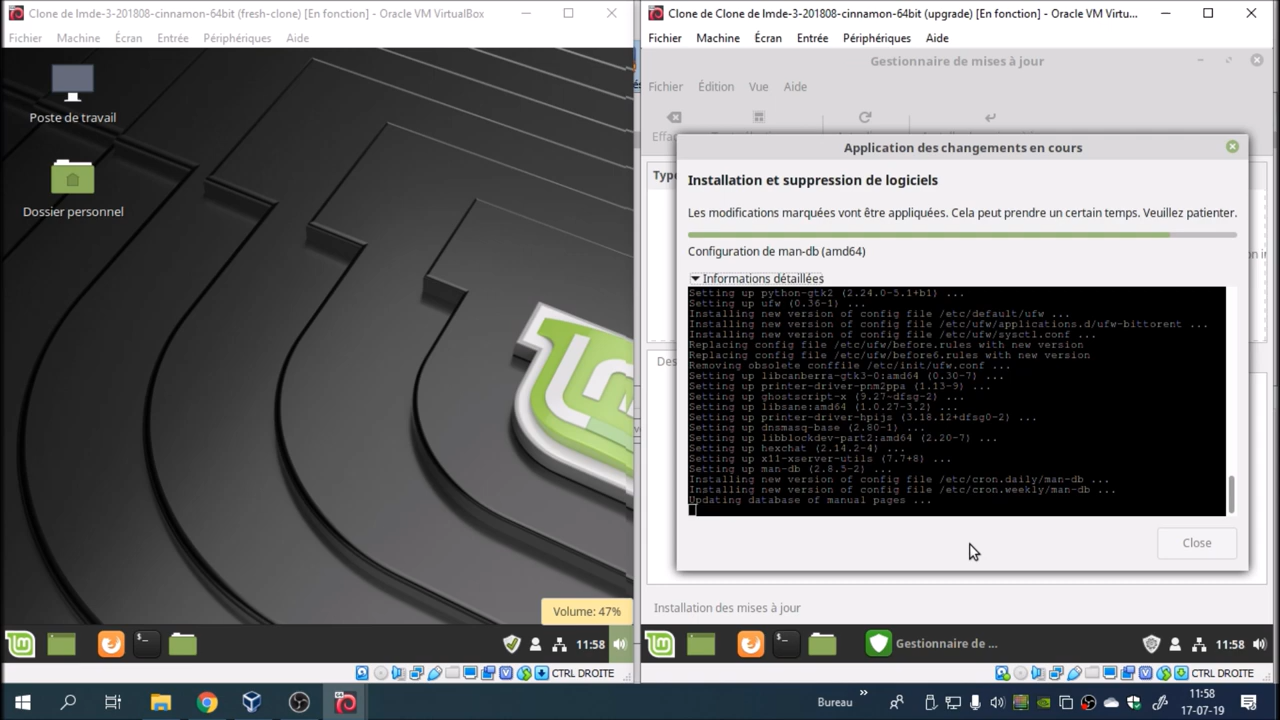 Clone de lmde-3-201808-cinnamon-64bit (fresh-clone) [En fonction] - Oracle VM VirtualBox
Fichier Machine Écran Entrée Périphériques Aide
Poste de travail
Dossier personnel
Volume: 47%
11:58
CTRL DROITE
Clone de Clone de lmde-3-201808-cinnamon-64bit (upgrade) [En fonction] - Oracle VM Virtu...
Fichier Machine Écran Entrée Périphériques Aide
Gestionnaire de mises à jour
Fichier Édition Vue Aide
Application des changements en cours
Installation et suppression de logiciels
Les modifications marquées vont être appliquées. Cela peut prendre un certain temps. Veuillez patienter.
Configuration de man-db (amd64)
Informations détaillées
Setting up python-gtk2 (2.24.0-5.1+b1) ...
Setting up ufw (0.36-1) ...
Installing new version of config file /etc/default/ufw ...
Installing new version of config file /etc/ufw/applications.d/ufw-bittorent ...
Installing new version of config file /etc/ufw/sysctl.conf ...
Replacing config file /etc/ufw/before.rules with new version
Replacing config file /etc/ufw/before6.rules with new version
Removing obsolete conffile /etc/init/ufw.conf ...
Setting up libcanberra-gtk3-0:amd64 (0.30-7) ...
Setting up printer-driver-pnm2ppa (1.13-9) ...
Setting up ghostscript-x (9.27~dfsg-2) ...
Setting up libsane:amd64 (1.0.27-3.2) ...
Setting up printer-driver-hpijs (3.18.12+dfsg0-2) ...
Setting up dnsmasq-base (2.80-1) ...
Setting up libblockdev-part2:amd64 (2.20-7) ...
Setting up hexchat (2.14.2-4) ...
Setting up x11-xserver-utils (7.7+8) ...
Setting up man-db (2.8.5-2) ...
Installing new version of config file /etc/cron.daily/man-db ...
Installing new version of config file /etc/cron.weekly/man-db ...
Updating database of manual pages ...
Close
Installation des mises à jour
Gestionnaire de ...
11:58
CTRL DROITE
Bureau
11:58
17-07-19